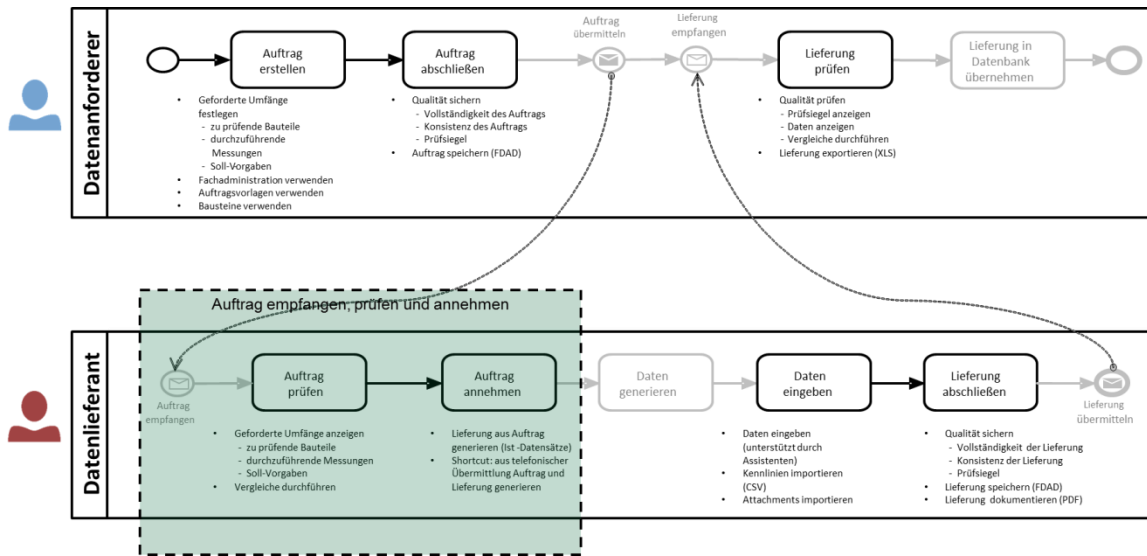 Datenanforderer
Auftrag
erstellen
• Geforderte Umfänge
festlegen
- zu prüfende Bauteile
- durchzuführende
Messungen
- Soll-Vorgaben
• Fachadministration verwenden
• Auftragsvorlagen verwenden
• Bausteine verwenden
Auftrag
abschließen
• Qualität sichern
- Vollständigkeit des Auftrags
- Konsistenz des Auftrags
- Prüfsiegel
• Auftrag speichern (FDAD)
Auftrag
übermitteln
Lieferung
empfangen
Lieferung
prüfen
• Qualität prüfen
- Prüfsiegel anzeigen
- Daten anzeigen
- Vergleiche durchführen
• Lieferung exportieren (XLS)
Lieferung in
Datenbank
übernehmen
Datenlieferant
Auftrag empfangen, prüfen und annehmen
Auftrag
empfangen
Auftrag
prüfen
• Geforderte Umfänge anzeigen
- zu prüfende Bauteile
- durchzuführende Messungen
- Soll-Vorgaben
• Vergleiche durchführen
Auftrag
annehmen
• Lieferung aus Auftrag
generieren (Ist -Datensätze)
• Shortcut: aus telefonischer
Übermittlung Auftrag und
Lieferung generieren
Daten
generieren
Daten
eingeben
• Daten eingeben
(unterstützt durch
Assistenten)
• Kennlinien importieren
(CSV)
• Attachments importieren
Lieferung
abschließen
• Qualität sichern
- Vollständigkeit der Lieferung
- Konsistenz der Lieferung
- Prüfsiegel
• Lieferung speichern (FDAD)
• Lieferung dokumentieren (PDF)
Lieferung
übermitteln